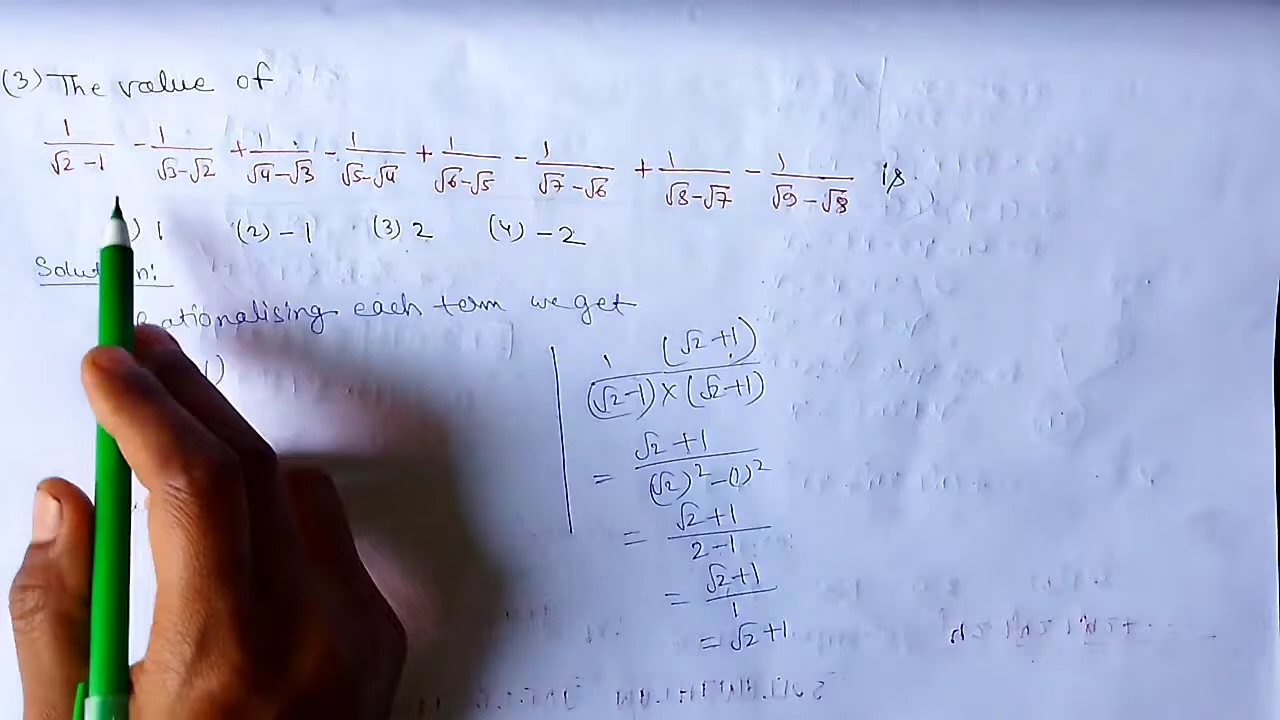 (3) The value of
1/(√2 -1) - 1/(√3-√2) + 1/(√4-√3) - 1/(√5-√4) + 1/(√6-√5) - 1/(√7-√6) + 1/(√8-√7) - 1/(√9-√8) is
) 1 (2) -1 (3) 2 (4) -2
Rationalising each term we get
1 (√2+1)/(√2-1)×(√2+1)
= √2+1/(√2)²-(1)²
= √2+1/2-1
= √2+1/1
= √2+1